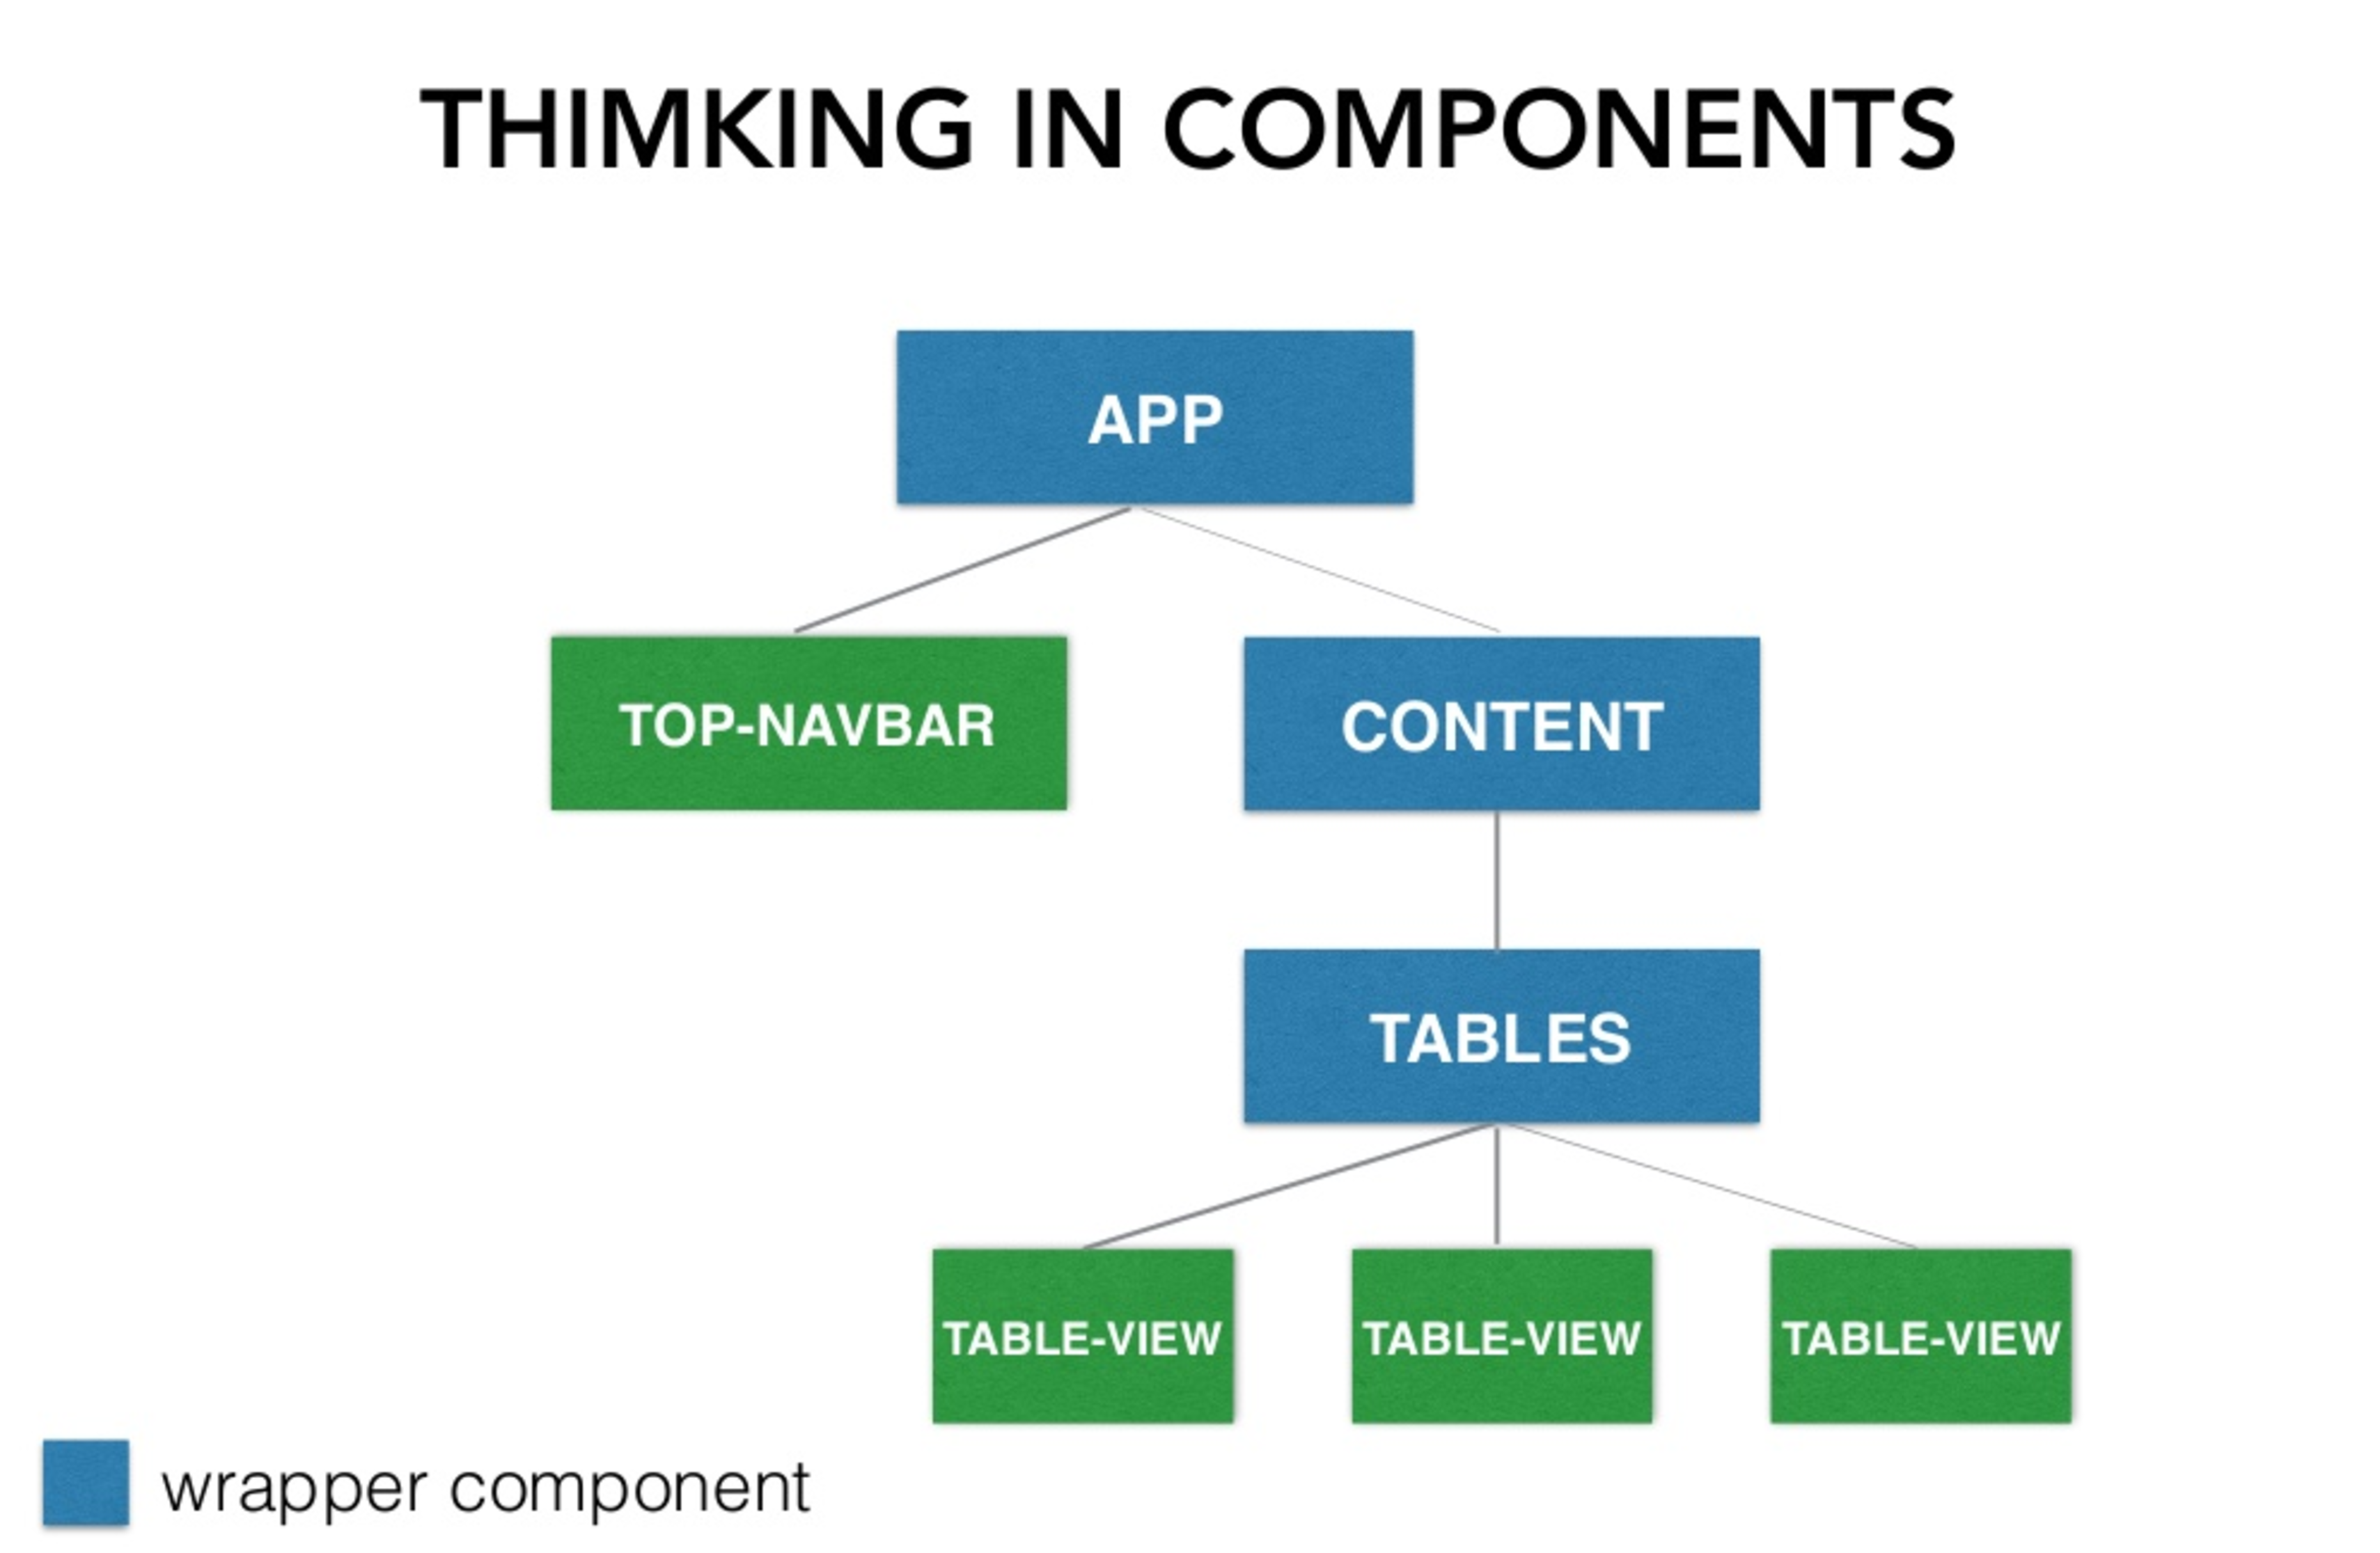 THIMKING IN COMPONENTS
APP
TOP-NAVBAR
CONTENT
TABLES
TABLE-VIEW
TABLE-VIEW
TABLE-VIEW
wrapper component